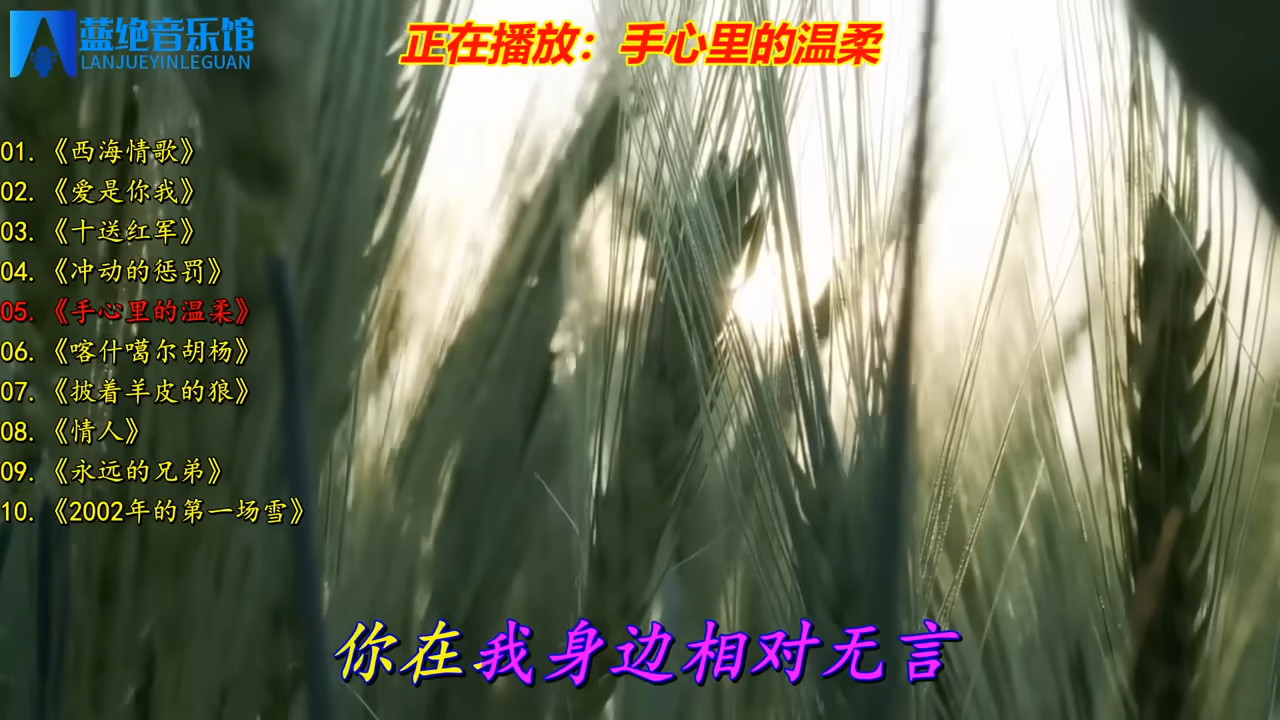 蓝绝音乐馆
LANJUEYINLEGUAN
正在播放：手心里的温柔
01.《西海情歌》
02.《爱是你我》
03.《十送红军》
04.《冲动的惩罚》
05.《手心里的温柔》
06.《喀什噶尔胡杨》
07.《披着羊皮的狼》
08.《情人》
09.《永远的兄弟》
10.《2002年的第一场雪》
你在我身边相对无言